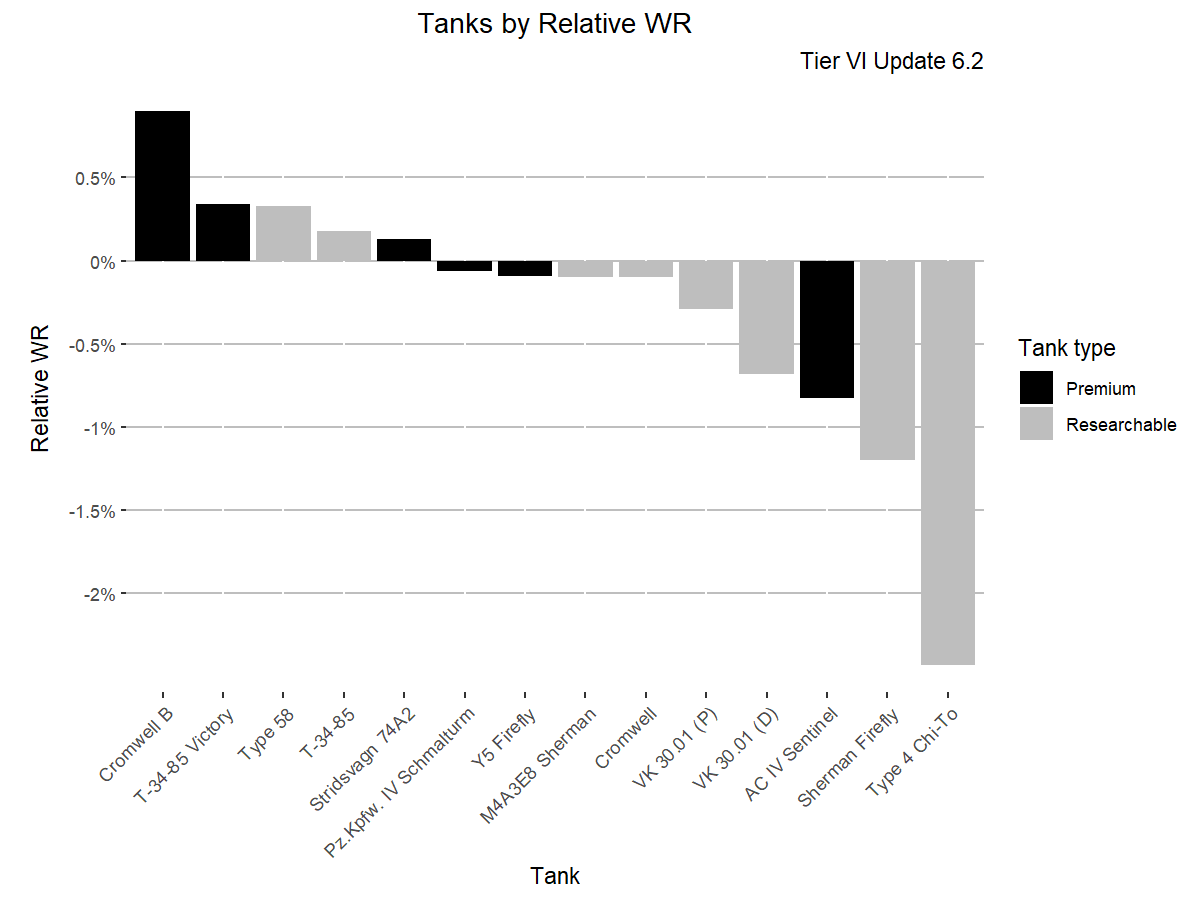 Tanks by Relative WR
Tier VI Update 6.2
Relative WR
0.5%
0%
-0.5%
-1%
-1.5%
-2%
Cromwell B
T-34-85 Victory
Type 58
T-34-85
Stridsvagn 74A2
Pz.Kpfw. IV Schmalturm
Y5 Firefly
M4A3E8 Sherman
Cromwell
VK 30.01 (P)
VK 30.01 (D)
AC IV Sentinel
Sherman Firefly
Type 4 Chi-To
Tank
Tank type
Premium
Researchable